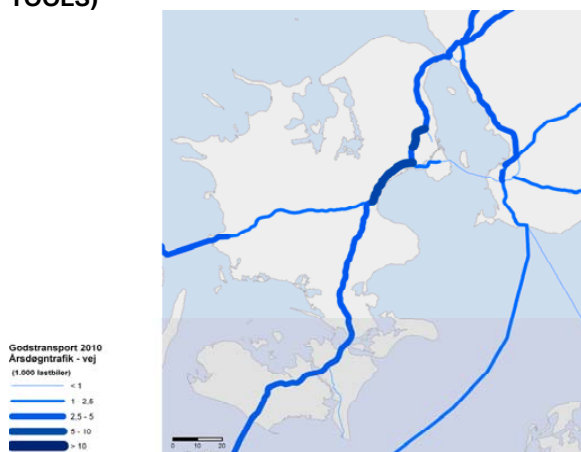 TOOLS)
Godstransport 2010
Årsdøgntrafik - vej
(1.000 lastbiler)
< 1
1 - 2,5
2,5 - 5
5 - 10
> 10
0 10 20